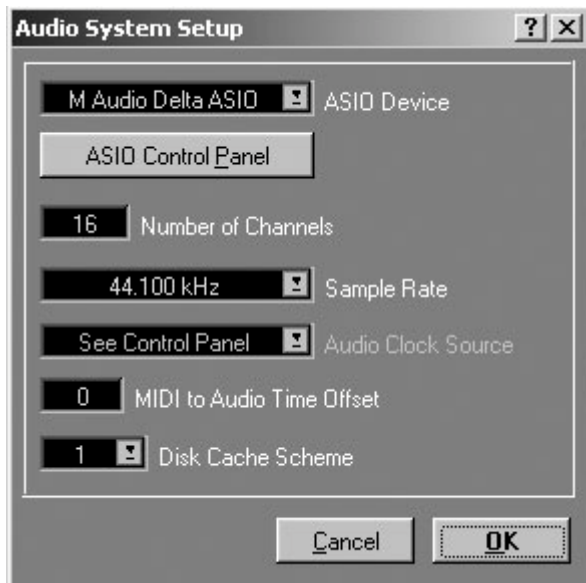 Audio System Setup ? X
M Audio Delta ASIO ASIO Device
ASIO Control Panel
16 Number of Channels
44.100 kHz Sample Rate
See Control Panel Audio Clock Source
0 MIDI to Audio Time Offset
1 Disk Cache Scheme
Cancel OK